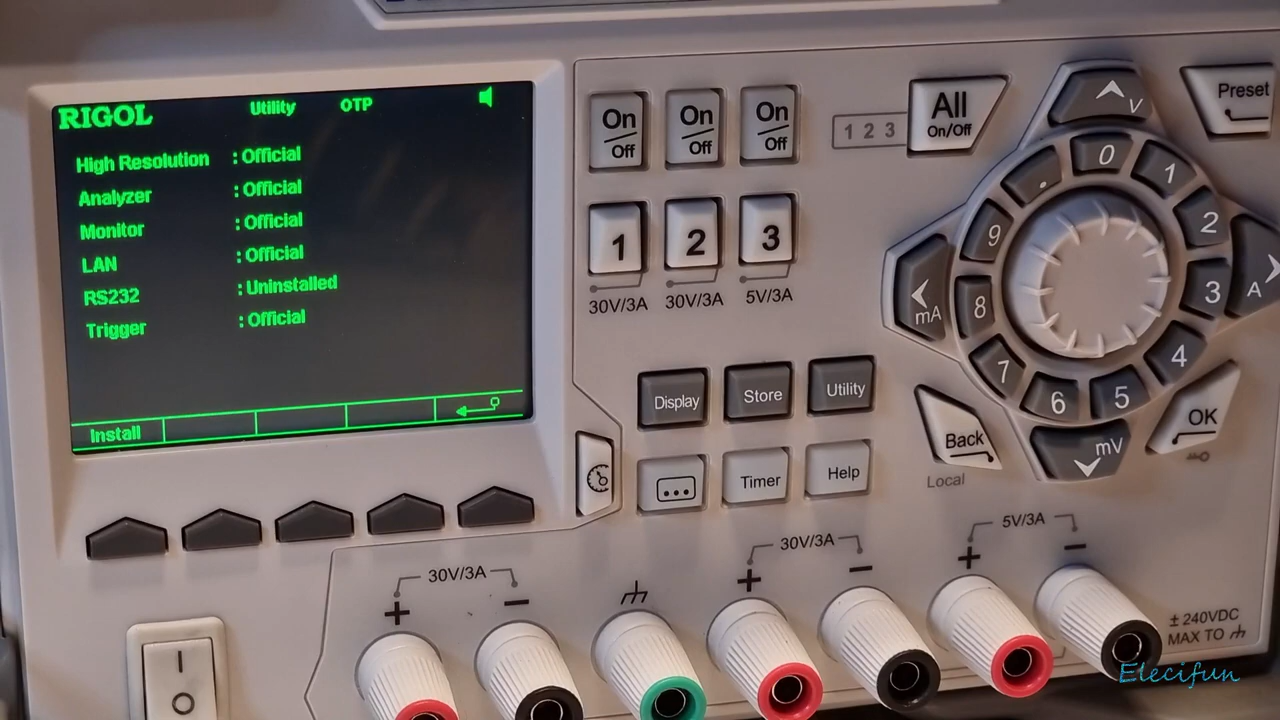 RIGOL Utility OTP
High Resolution : Official
Analyzer : Official
Monitor : Official
LAN : Official
RS232 : Uninstalled
Trigger : Official
Install
On/Off On/Off On/Off
1 2 3
30V/3A 30V/3A 5V/3A
1 2 3
All
On/Off
Preset
V
. 0 1
9 2
mA 8 3 A
7 4
6 5
mV
Display Store Utility
Timer Help
Back
Local
OK
30V/3A
+ −
30V/3A
+ −
5V/3A
+ −
± 240VDC
MAX TO
I
O
Elecifun